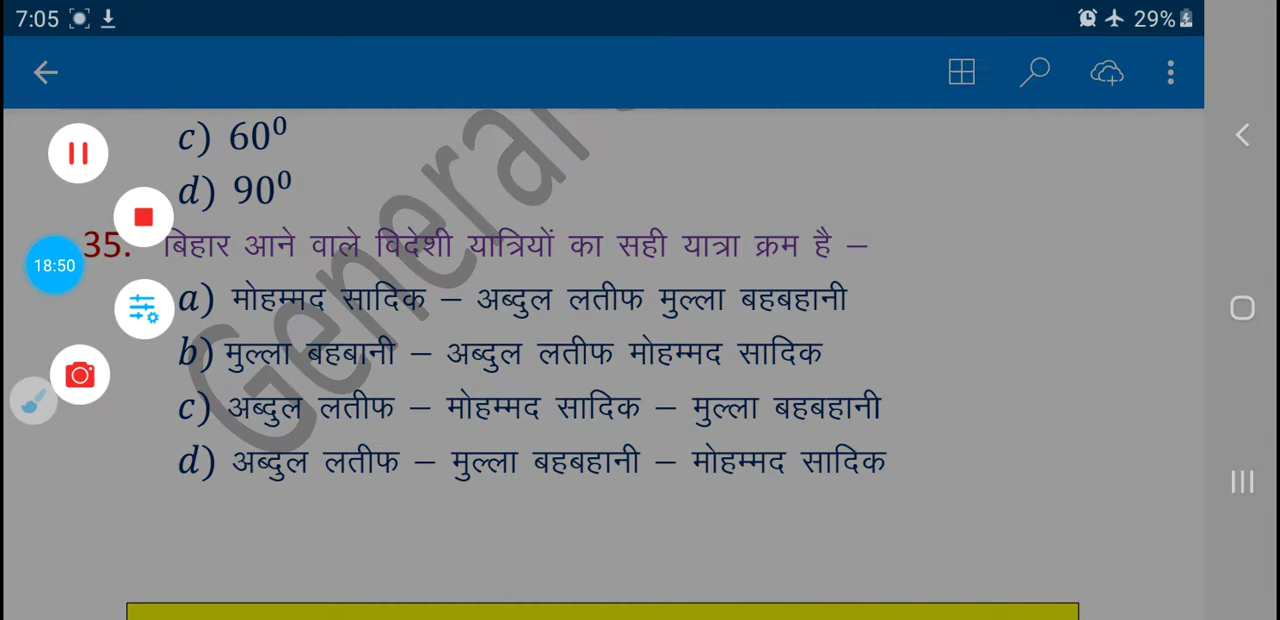 7:05 29%
c) 60⁰
d) 90⁰
35. बिहार आने वाले विदेशी यात्रियों का सही यात्रा क्रम है –
18:50
a) मोहम्मद सादिक – अब्दुल लतीफ मुल्ला बहबहानी
b) मुल्ला बहबानी – अब्दुल लतीफ मोहम्मद सादिक
c) अब्दुल लतीफ – मोहम्मद सादिक – मुल्ला बहबहानी
d) अब्दुल लतीफ – मुल्ला बहबहानी – मोहम्मद सादिक
General